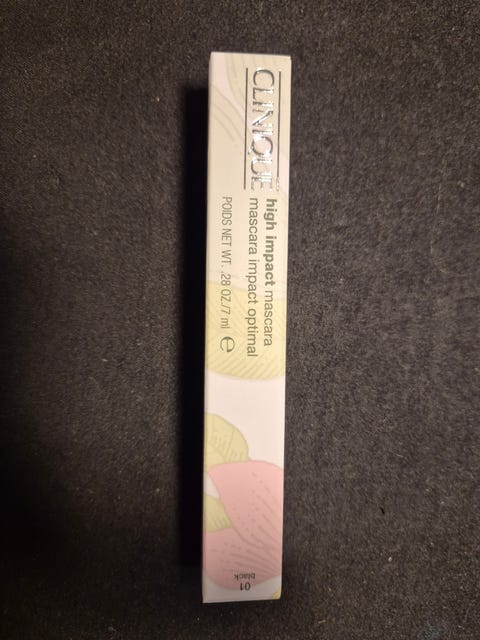 CLINIQUE
high impact mascara
mascara impact optimal
POIDS NET WT. .28 OZ./7 ml ℮
01
black